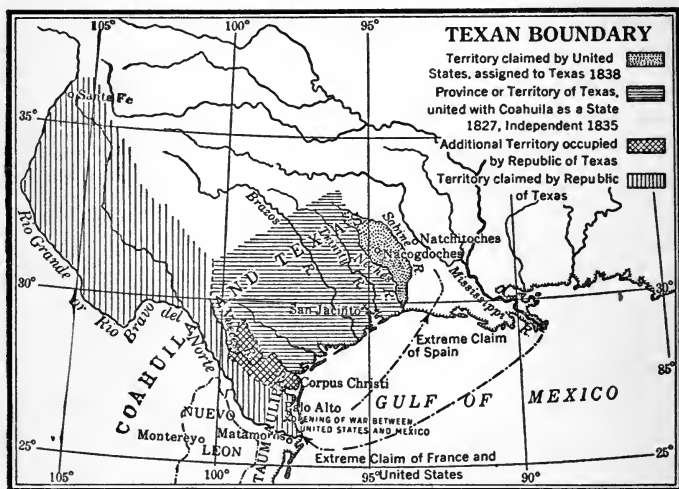 TEXAN BOUNDARY
Territory claimed by United
States, assigned to Texas 1838
Province or Territory of Texas,
united with Coahuila as a State
1827, Independent 1835
Additional Territory occupied
by Republic of Texas
Territory claimed by Republic
of Texas
105°
100°
95°
Santa Fe
35°
Rio Grande
or Rio
Bravo del
Norte
Brazos
R.
Trinity
R.
Neches R.
Sabine
R.
Natchitoches
Nacogdoches
Mississippi
R.
COAHUILA AND TEXAS
San Jacinto
Nueces
30°
30°
Extreme Claim
of Spain
85°
Corpus Christi
GULF OF MEXICO
Palo Alto
OPENING OF WAR BETWEEN
UNITED STATES AND MEXICO
NUEVO
LEON
Monterey
Matamoros
TAUMAULIPAS
Extreme Claim of France and
United States
25°
25°
105°
100°
95°
90°